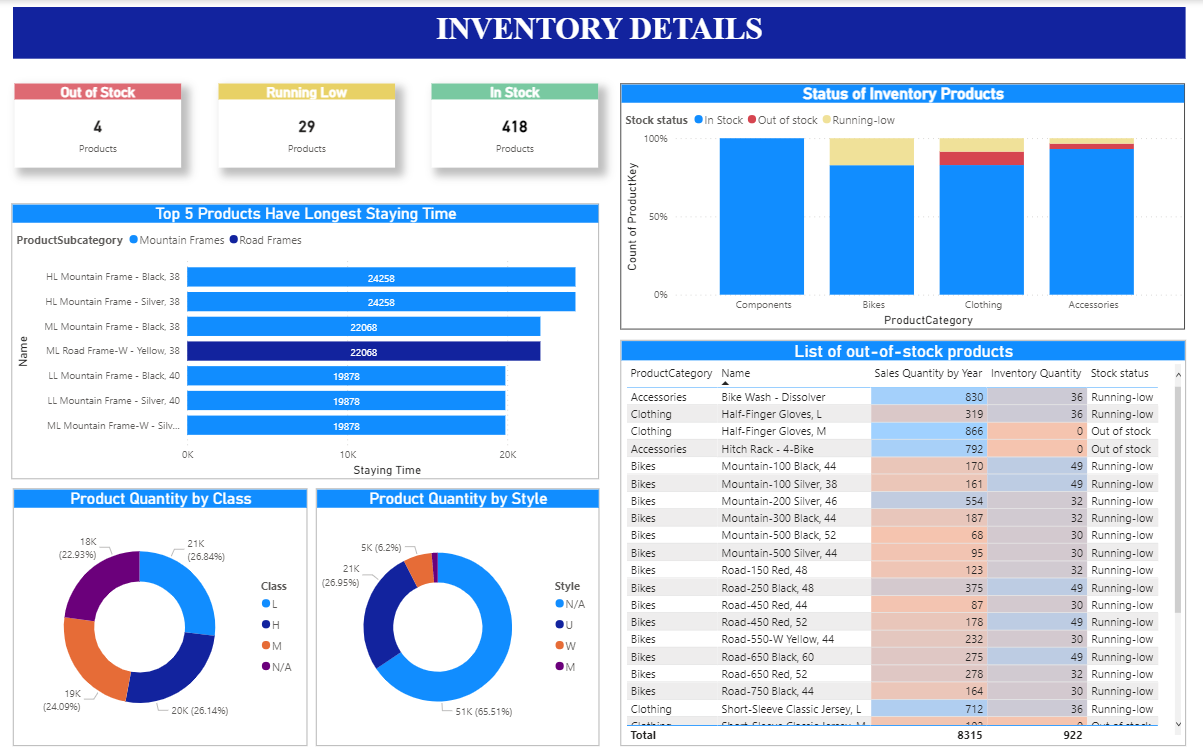 INVENTORY DETAILS
Out of Stock
4
Products
Running Low
29
Products
In Stock
418
Products
Status of Inventory Products
Stock status In Stock Out of stock Running-low
100%
50%
0%
Count of ProductKey
Components Bikes Clothing Accessories
ProductCategory
Top 5 Products Have Longest Staying Time
ProductSubcategory Mountain Frames Road Frames
Name
HL Mountain Frame - Black, 38 24258
HL Mountain Frame - Silver, 38 24258
ML Mountain Frame - Black, 38 22068
ML Road Frame-W - Yellow, 38 22068
LL Mountain Frame - Black, 40 19878
LL Mountain Frame - Silver, 40 19878
ML Mountain Frame-W - Silv... 19878
0K 10K 20K
Staying Time
List of out-of-stock products
ProductCategory Name Sales Quantity by Year Inventory Quantity Stock status
Accessories Bike Wash - Dissolver 830 36 Running-low
Clothing Half-Finger Gloves, L 319 36 Running-low
Clothing Half-Finger Gloves, M 866 0 Out of stock
Accessories Hitch Rack - 4-Bike 792 0 Out of stock
Bikes Mountain-100 Black, 44 170 49 Running-low
Bikes Mountain-100 Silver, 38 161 49 Running-low
Bikes Mountain-200 Silver, 46 554 32 Running-low
Bikes Mountain-300 Black, 44 187 32 Running-low
Bikes Mountain-500 Black, 52 68 30 Running-low
Bikes Mountain-500 Silver, 44 95 30 Running-low
Bikes Road-150 Red, 48 123 32 Running-low
Bikes Road-250 Black, 48 375 49 Running-low
Bikes Road-450 Red, 44 87 30 Running-low
Bikes Road-450 Red, 52 178 49 Running-low
Bikes Road-550-W Yellow, 44 232 30 Running-low
Bikes Road-650 Black, 60 275 49 Running-low
Bikes Road-650 Red, 52 278 32 Running-low
Bikes Road-750 Black, 44 164 30 Running-low
Clothing Short-Sleeve Classic Jersey, L 712 36 Running-low
Clothing Short-Sleeve Classic Jersey, M 0 Out of stock
Total 8315 922
Product Quantity by Class
18K
(22.93%)
21K
(26.84%)
19K
(24.09%)
20K (26.14%)
Class
L
H
M
N/A
Product Quantity by Style
5K (6.2%)
21K
(26.95%)
51K (65.51%)
Style
N/A
U
W
M